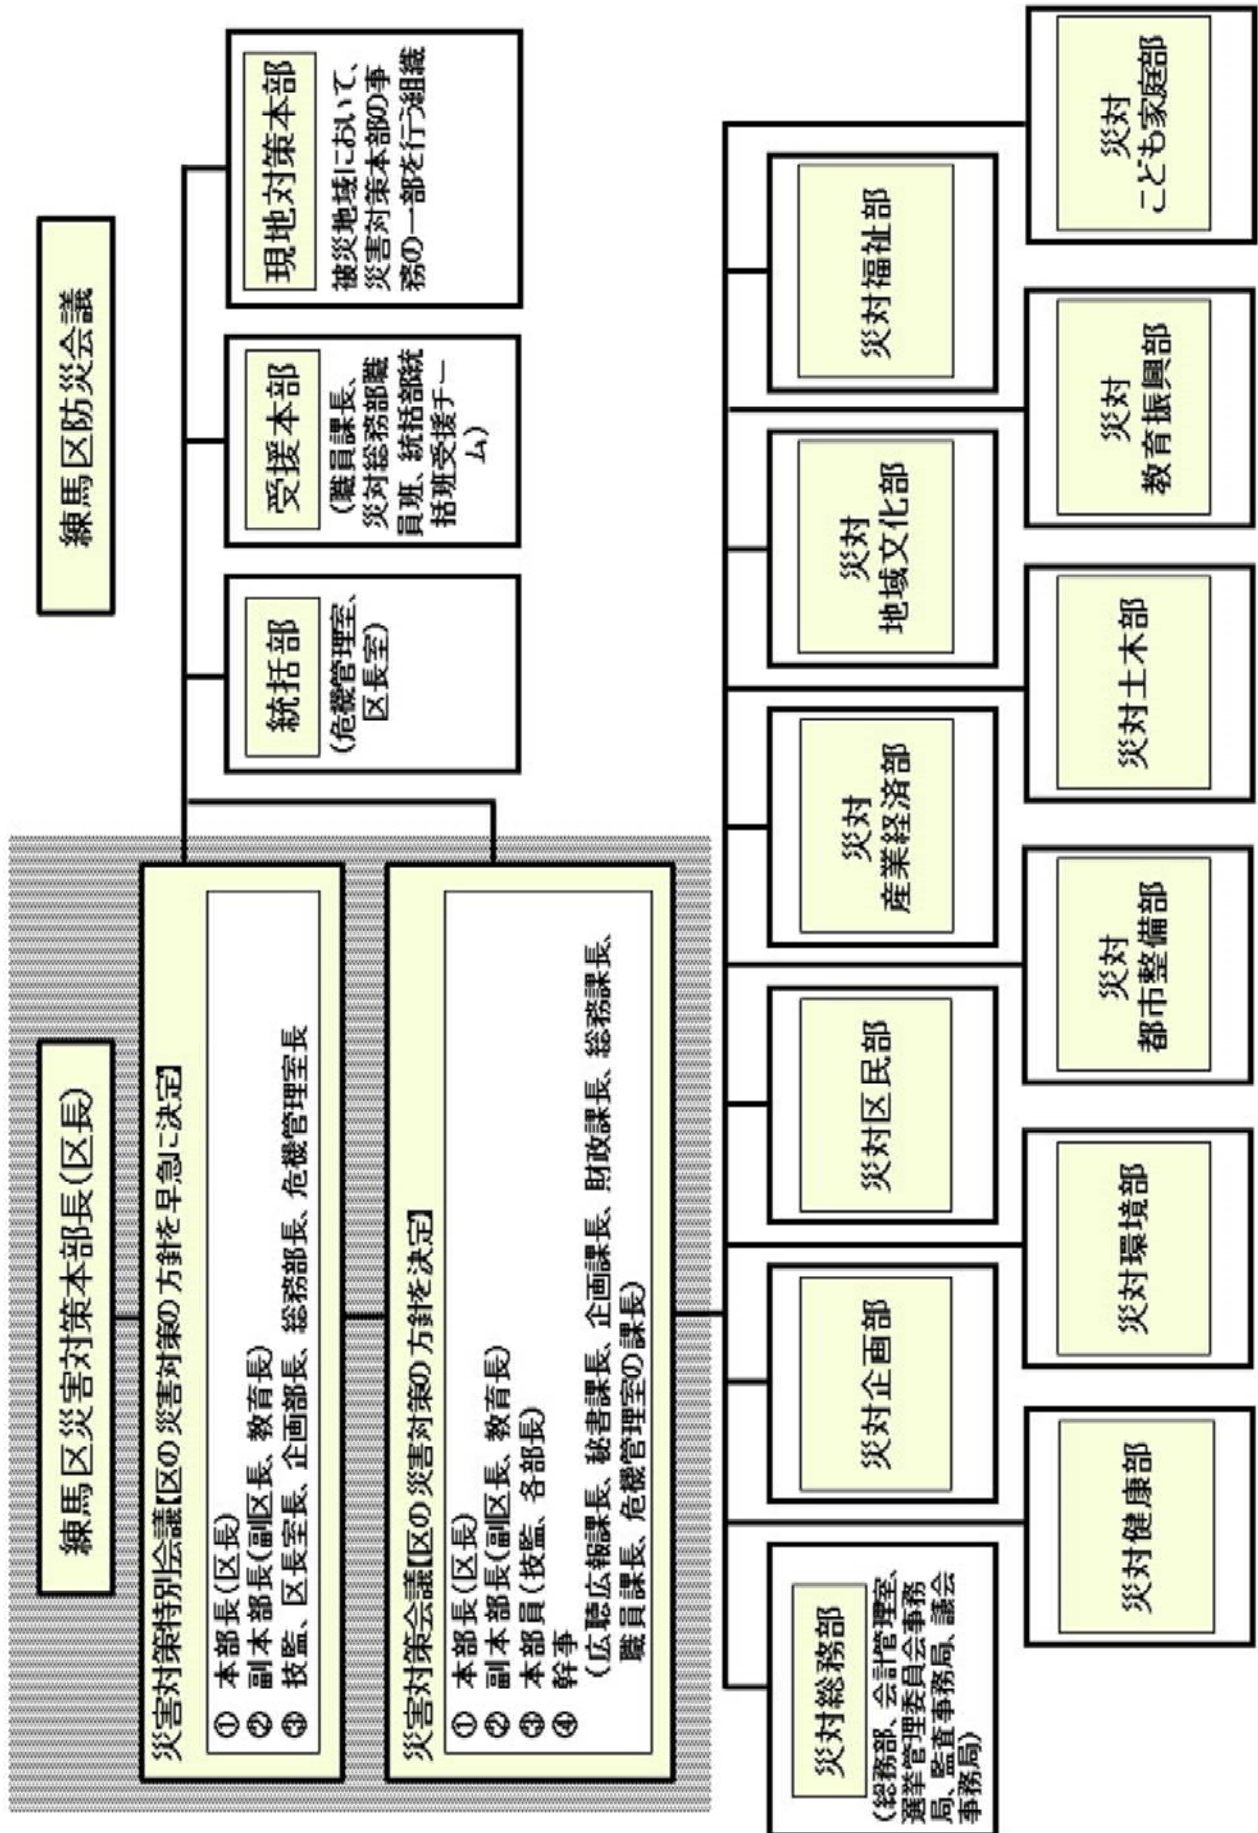 練馬区災害対策本部長(区長)
練馬区防災会議
災害対策特別会議【区の災害対策の方針を早急に決定】
① 本部長(区長)
② 副本部長(副区長、教育長)
③ 技監、区長室長、企画部長、総務部長、危機管理室長
災害対策会議【区の災害対策の方針を決定】
① 本部長(区長)
② 副本部長(副区長、教育長)
③ 本部員(技監、各部長)
④ 幹事
(広聴広報課長、秘書課長、企画課長、財政課長、総務課長、
職員課長、危機管理室の課長)
統括部
(危機管理室、
区長室)
受援本部
(職員課長、
災対総務部職
員班、統括部統
括班受援チー
ム)
現地対策本部
被災地域において、
災害対策本部の事
務の一部を行う組織
災対総務部
(総務部、会計管理室、
選挙管理委員会事務
局、監査事務局、議会
事務局)
災対企画部
災対区民部
災対
産業経済部
災対
地域文化部
災対福祉部
災対健康部
災対環境部
災対
都市整備部
災対土木部
災対
教育振興部
災対
こども家庭部